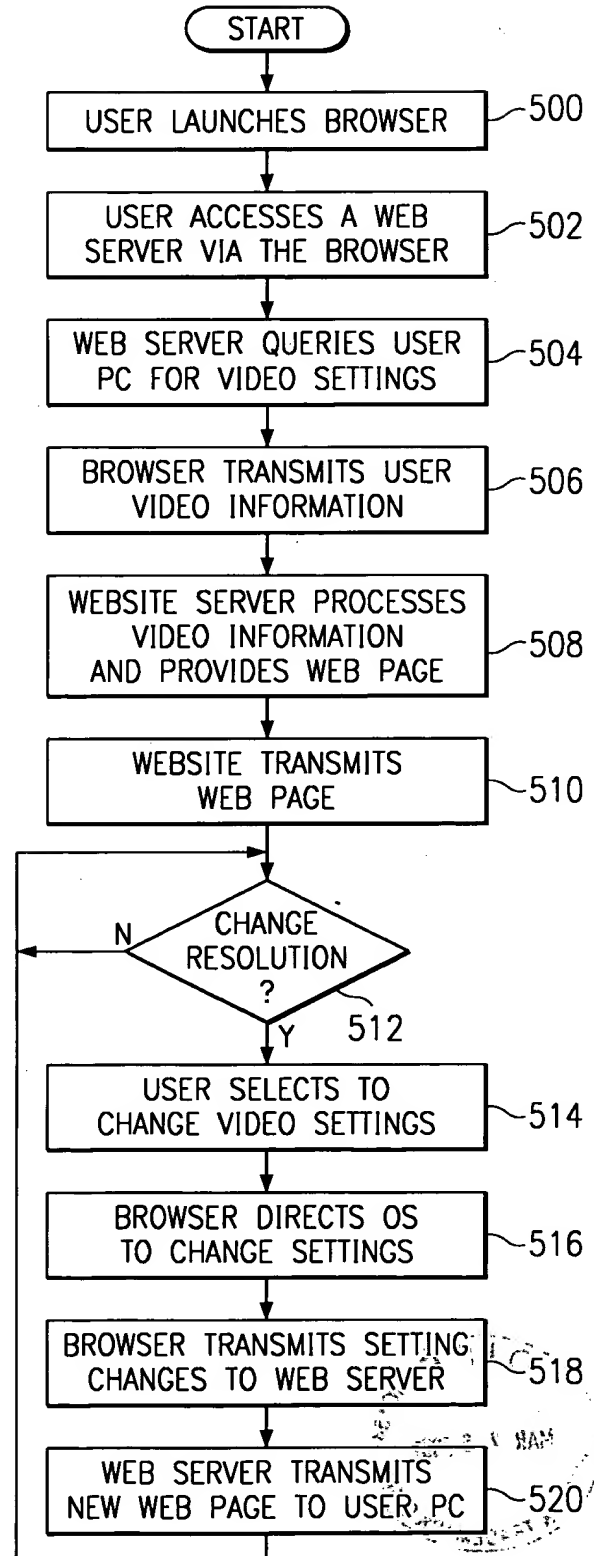 START
USER LAUNCHES BROWSER
500
USER ACCESSES A WEB
SERVER VIA THE BROWSER
502
WEB SERVER QUERIES USER
PC FOR VIDEO SETTINGS
504
BROWSER TRANSMITS USER
VIDEO INFORMATION
506
WEBSITE SERVER PROCESSES
VIDEO INFORMATION
AND PROVIDES WEB PAGE
508
WEBSITE TRANSMITS
WEB PAGE
510
CHANGE
RESOLUTION
?
N
512
Y
USER SELECTS TO
CHANGE VIDEO SETTINGS
514
BROWSER DIRECTS OS
TO CHANGE SETTINGS
516
BROWSER TRANSMITS SETTING
CHANGES TO WEB SERVER
518
WEB SERVER TRANSMITS
NEW WEB PAGE TO USER PC
520